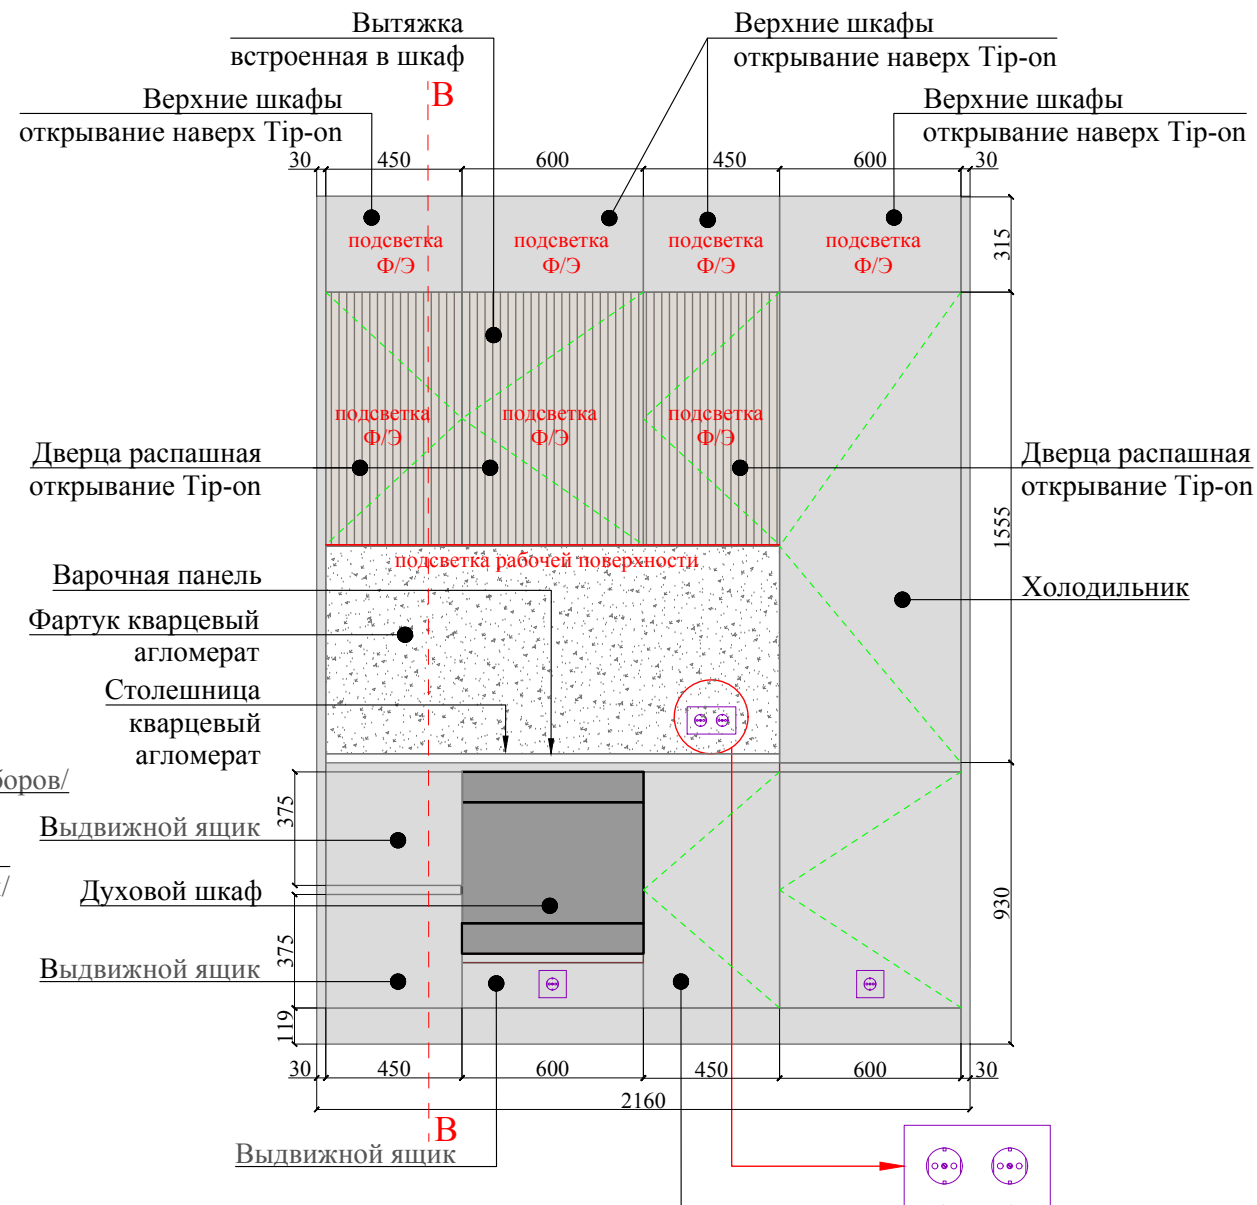 Вытяжка
встроенная в шкаф
Верхние шкафы
открывание наверх Tip-on
В
Верхние шкафы
открывание наверх Tip-on
Верхние шкафы
открывание наверх Tip-on
30 450 600 450 600 30
подсветка
Ф/Э
подсветка
Ф/Э
подсветка
Ф/Э
подсветка
Ф/Э
315
подсветка
Ф/Э
подсветка
Ф/Э
подсветка
Ф/Э
Дверца распашная
открывание Tip-on
Дверца распашная
открывание Tip-on
1555
подсветка рабочей поверхности
Варочная панель
Холодильник
Фартук кварцевый
агломерат
Столешница
кварцевый
агломерат
боров/
375
Выдвижной ящик
/
Духовой шкаф
930
375
Выдвижной ящик
119
30 450 600 450 600 30
2160
В
Выдвижной ящик